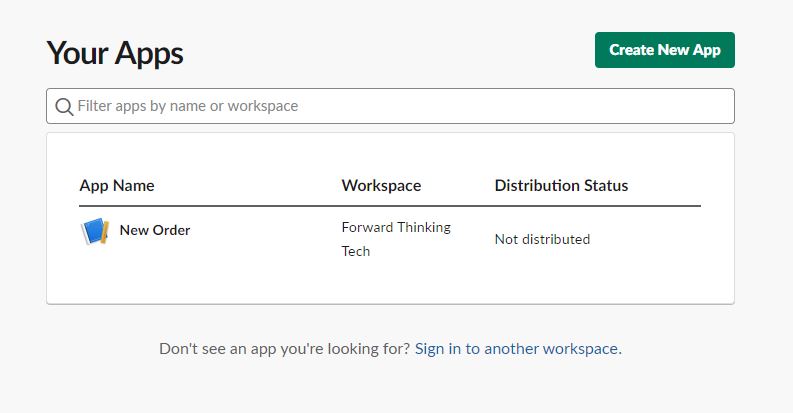 Your Apps
Create New App
Filter apps by name or workspace
App Name
Workspace
Distribution Status
New Order
Forward Thinking
Tech
Not distributed
Don't see an app you're looking for? Sign in to another workspace.